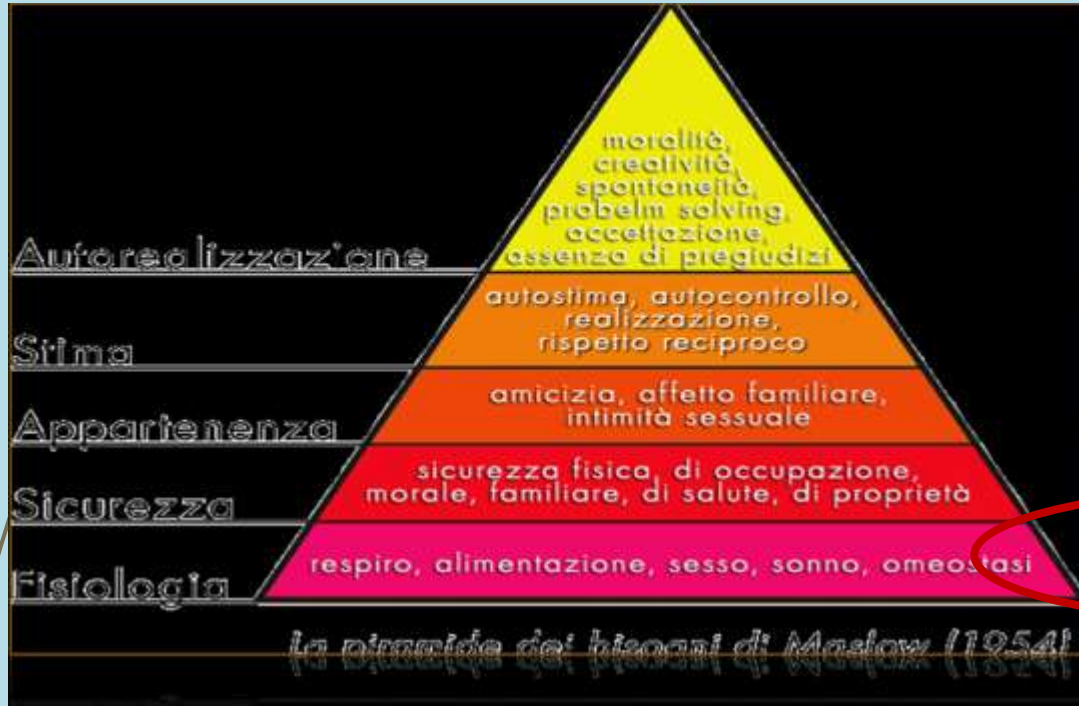 moralità,
creatività,
spontaneità,
probelm solving,
accettazione,
assenza di pregiudizi
Autorealizzazione
autostima, autocontrollo,
realizzazione,
rispetto reciproco
Stima
amicizia, affetto familiare,
intimità sessuale
Appartenenza
sicurezza fisica, di occupazione,
morale, familiare, di salute, di proprietà
Sicurezza
respiro, alimentazione, sesso, sonno, omeostasi
Fisiologia
La piramide dei bisogni di Maslow (1954)